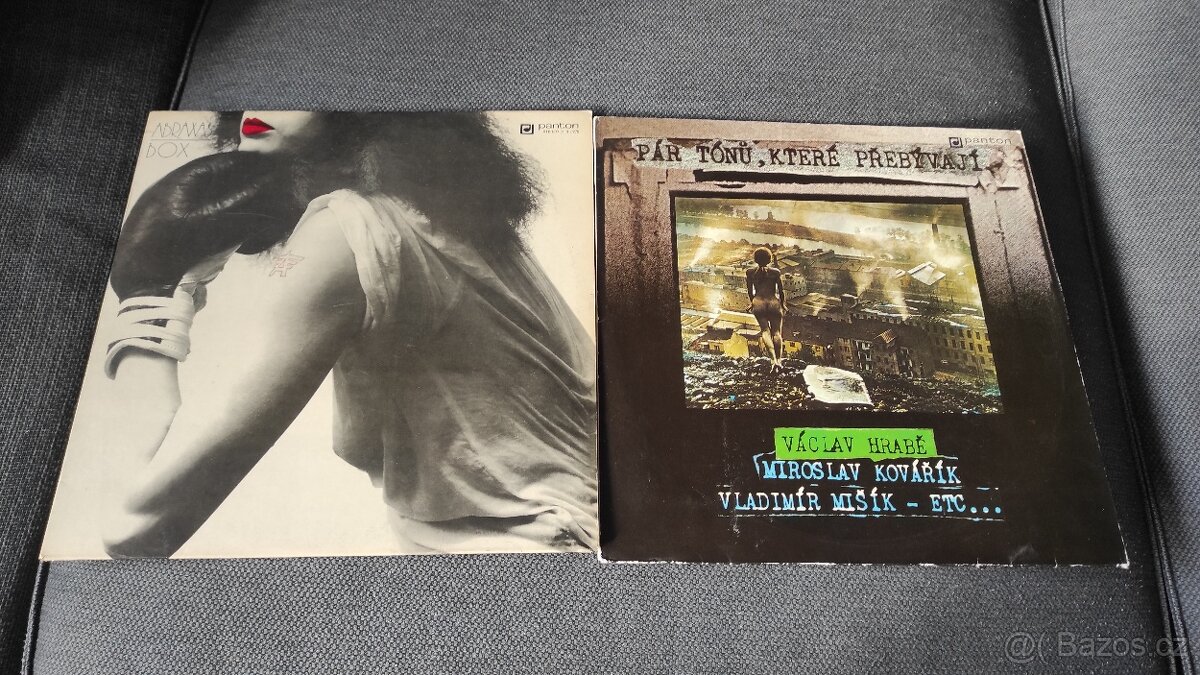 ABRAXAS
BOX
panton
panton
PÁR TÓNŮ, KTERÉ PŘEBÝVAJÍ
VÁCLAV HRABĚ
MIROSLAV KOVÁŘÍK
VLADIMÍR MIŠÍK – ETC...
@( Bazos.cz